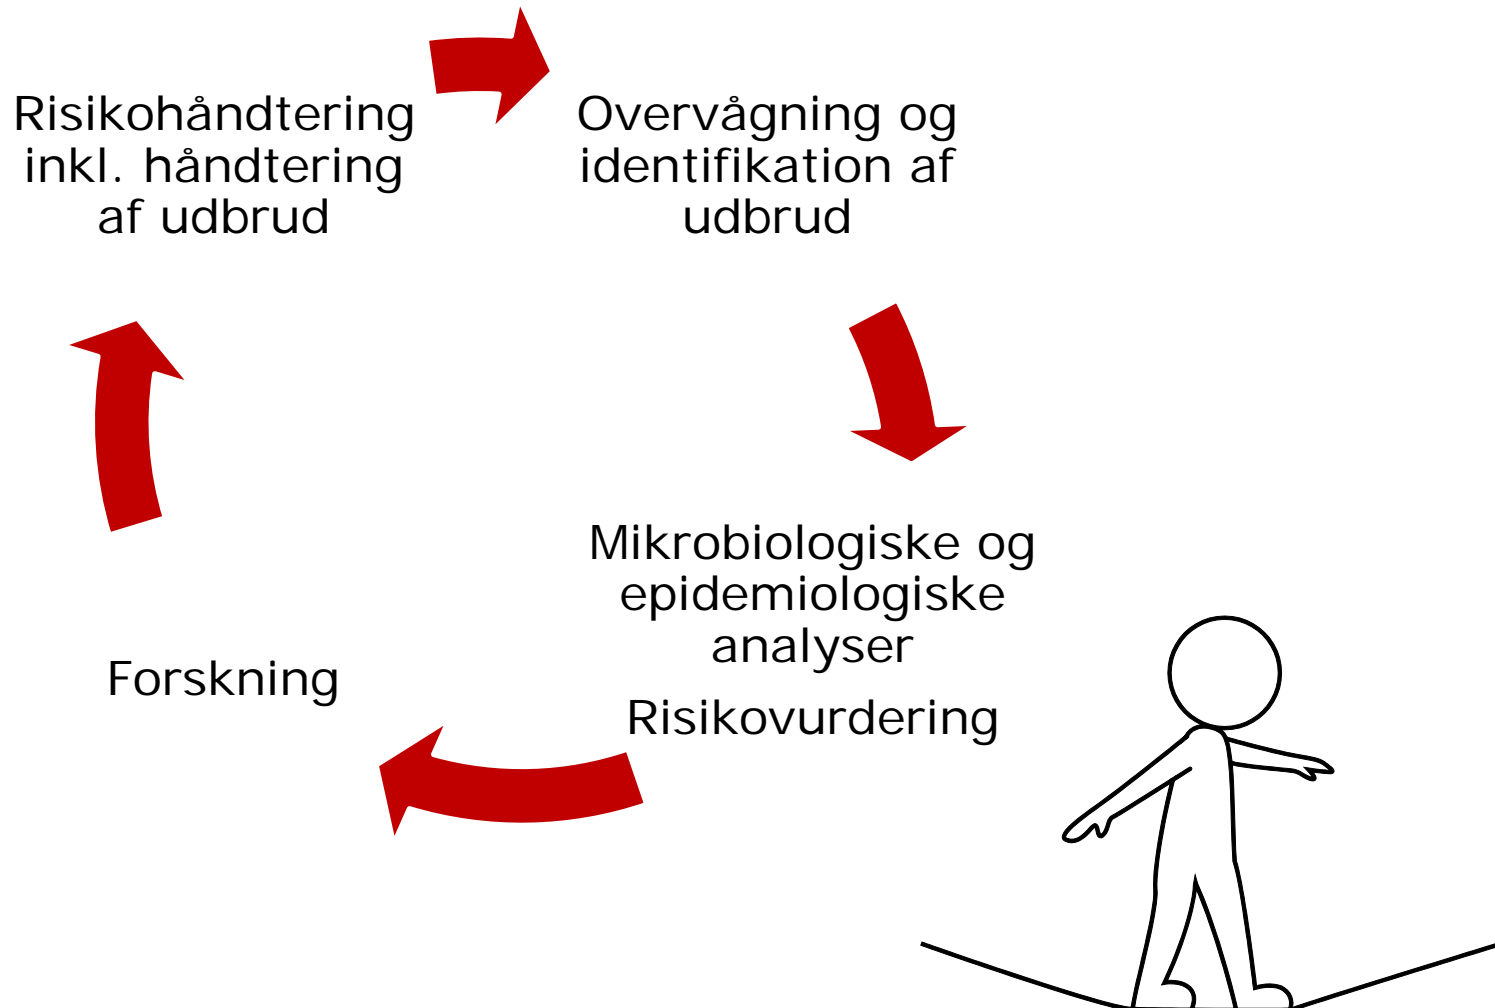 Risikohåndtering
inkl. håndtering
af udbrud
Overvågning og
identifikation af
udbrud
Mikrobiologiske og
epidemiologiske
analyser
Risikovurdering
Forskning